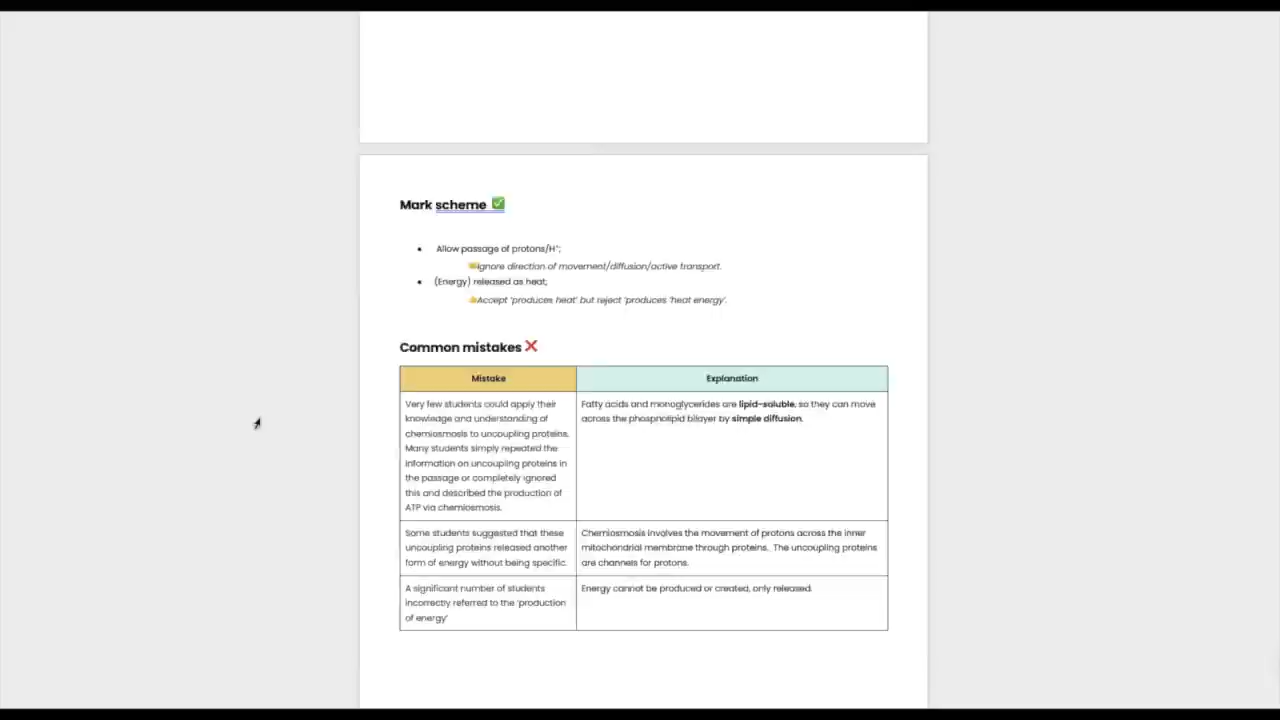 Mark scheme ✅
• Allow passage of protons/H⁺;
Ignore direction of movement/diffusion/active transport.
• (Energy) released as heat;
👍Accept 'produces heat' but reject 'produces 'heat energy'.
Common mistakes ❌
Mistake
Explanation
Very few students could apply their
knowledge and understanding of
chemiosmosis to uncoupling proteins.
Many students simply repeated the
information on uncoupling proteins in
the passage or completely ignored
this and described the production of
ATP via chemiosmosis.
Fatty acids and monoglycerides are lipid-soluble, so they can move
across the phospholipid bilayer by simple diffusion.
Some students suggested that these
uncoupling proteins released another
form of energy without being specific.
Chemiosmosis involves the movement of protons across the inner
mitochondrial membrane through proteins. The uncoupling proteins
are channels for protons.
A significant number of students
incorrectly referred to the 'production
of energy'
Energy cannot be produced or created, only released.